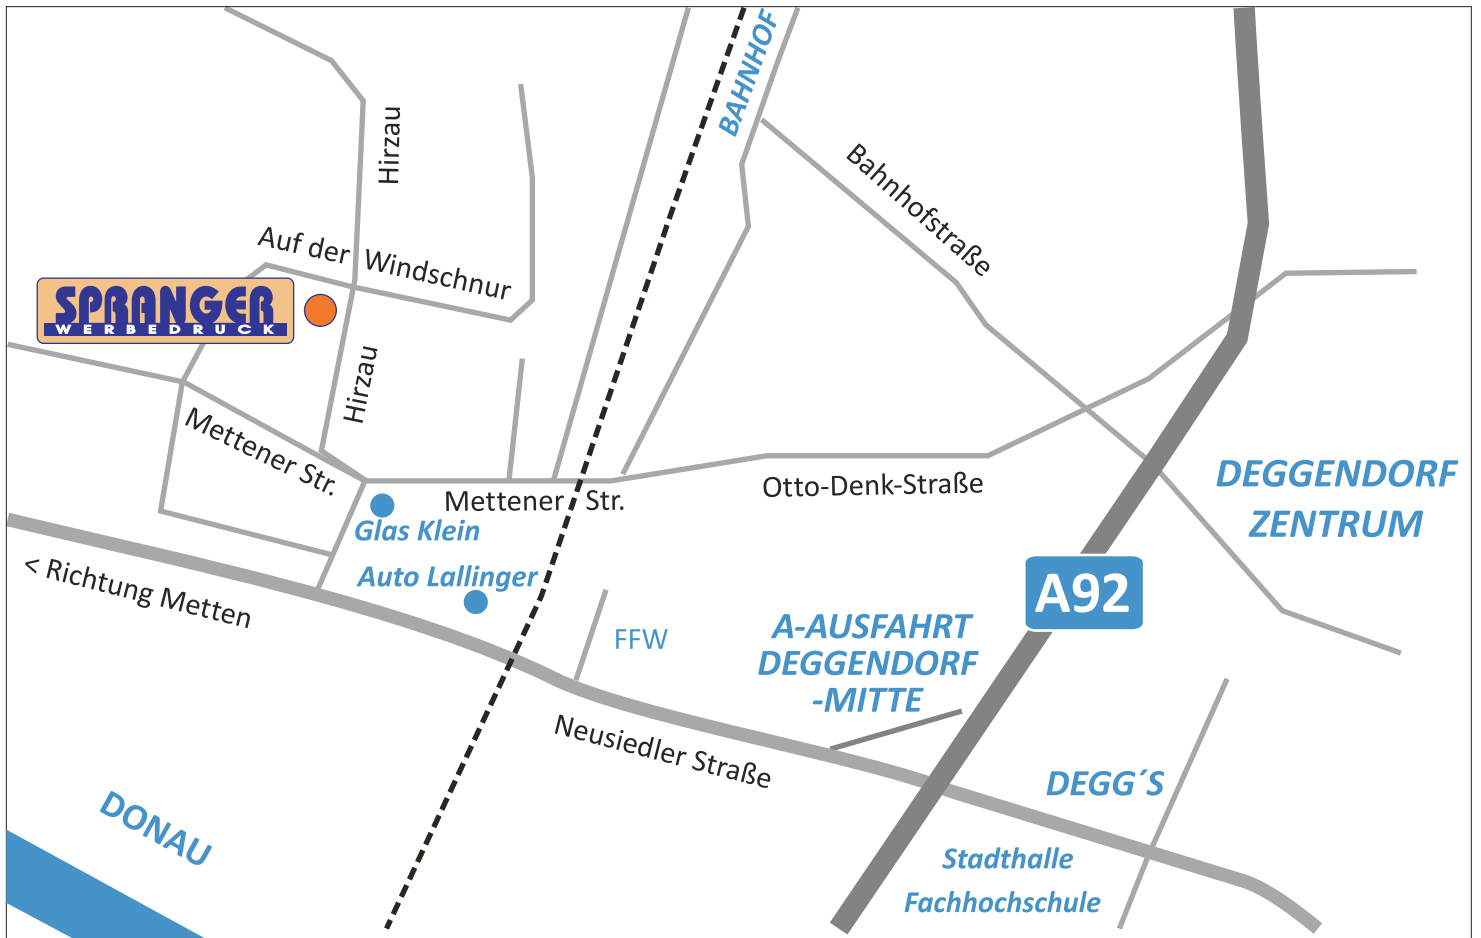 BAHNHOF
Hirzau
Bahnhofstraße
Auf der Windschnur
SPRANGER
WERBEDRUCK
Hirzau
Mettener Str.
Mettener Str.
Otto-Denk-Straße
DEGGENDORF
ZENTRUM
Glas Klein
Auto Lallinger
< Richtung Metten
A92
FFW
A-AUSFAHRT
DEGGENDORF
-MITTE
Neusiedler Straße
DEGG´S
DONAU
Stadthalle
Fachhochschule